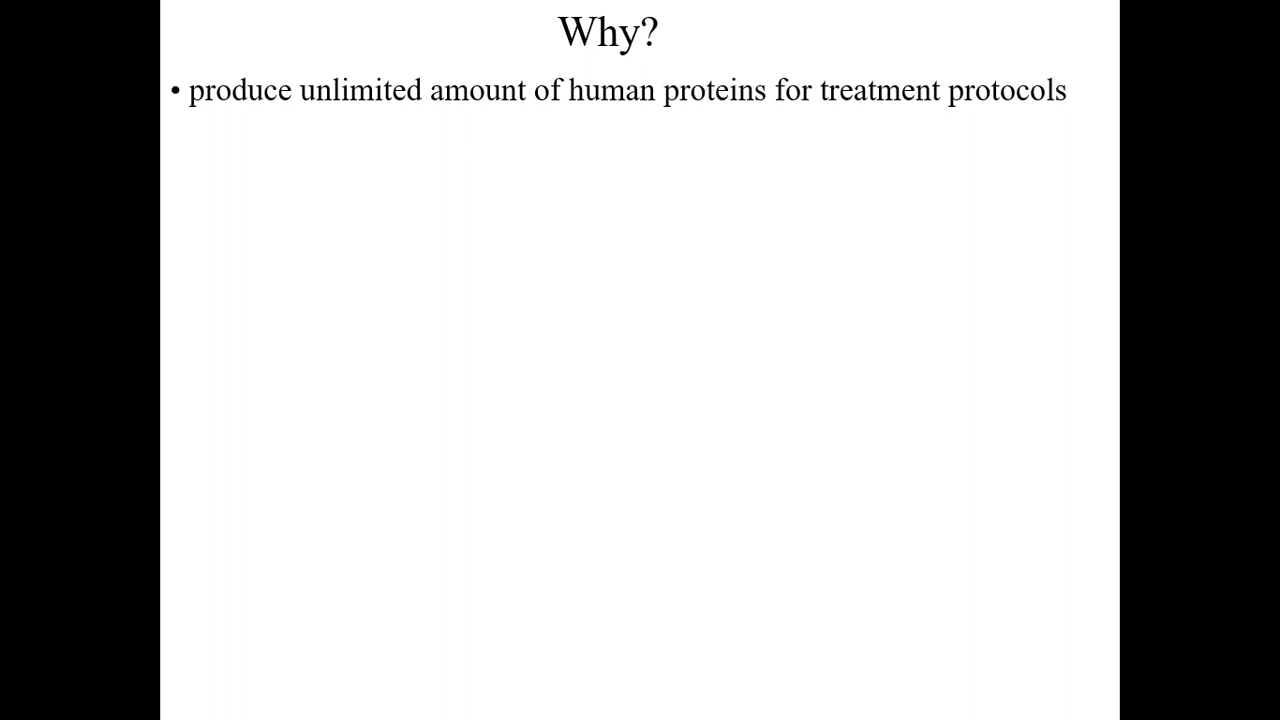 Why?
• produce unlimited amount of human proteins for treatment protocols